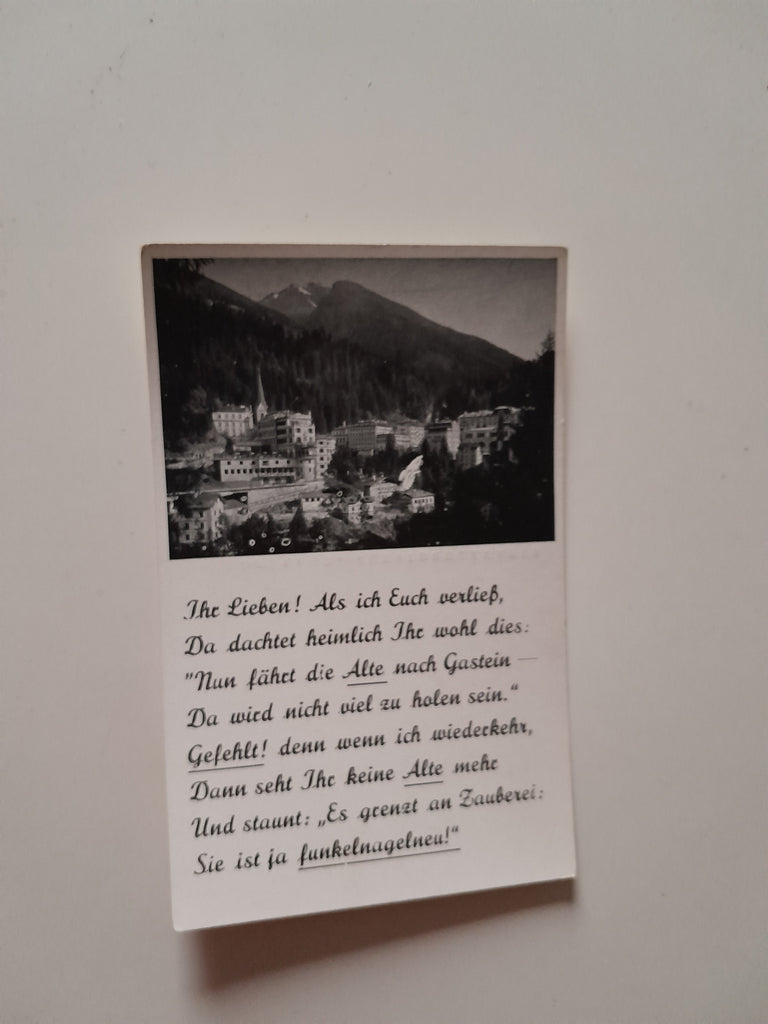 Ihr Lieben! Als ich Euch verließ,
Da dachtet heimlich Ihr wohl dies:
"Nun fährt die Alte nach Gastein —
Da wird nicht viel zu holen sein."
Gefehlt! denn wenn ich wiederkehr,
Dann seht Ihr keine Alte mehr
Und staunt: „Es grenzt an Zauberei:
Sie ist ja funkelnagelneu!"